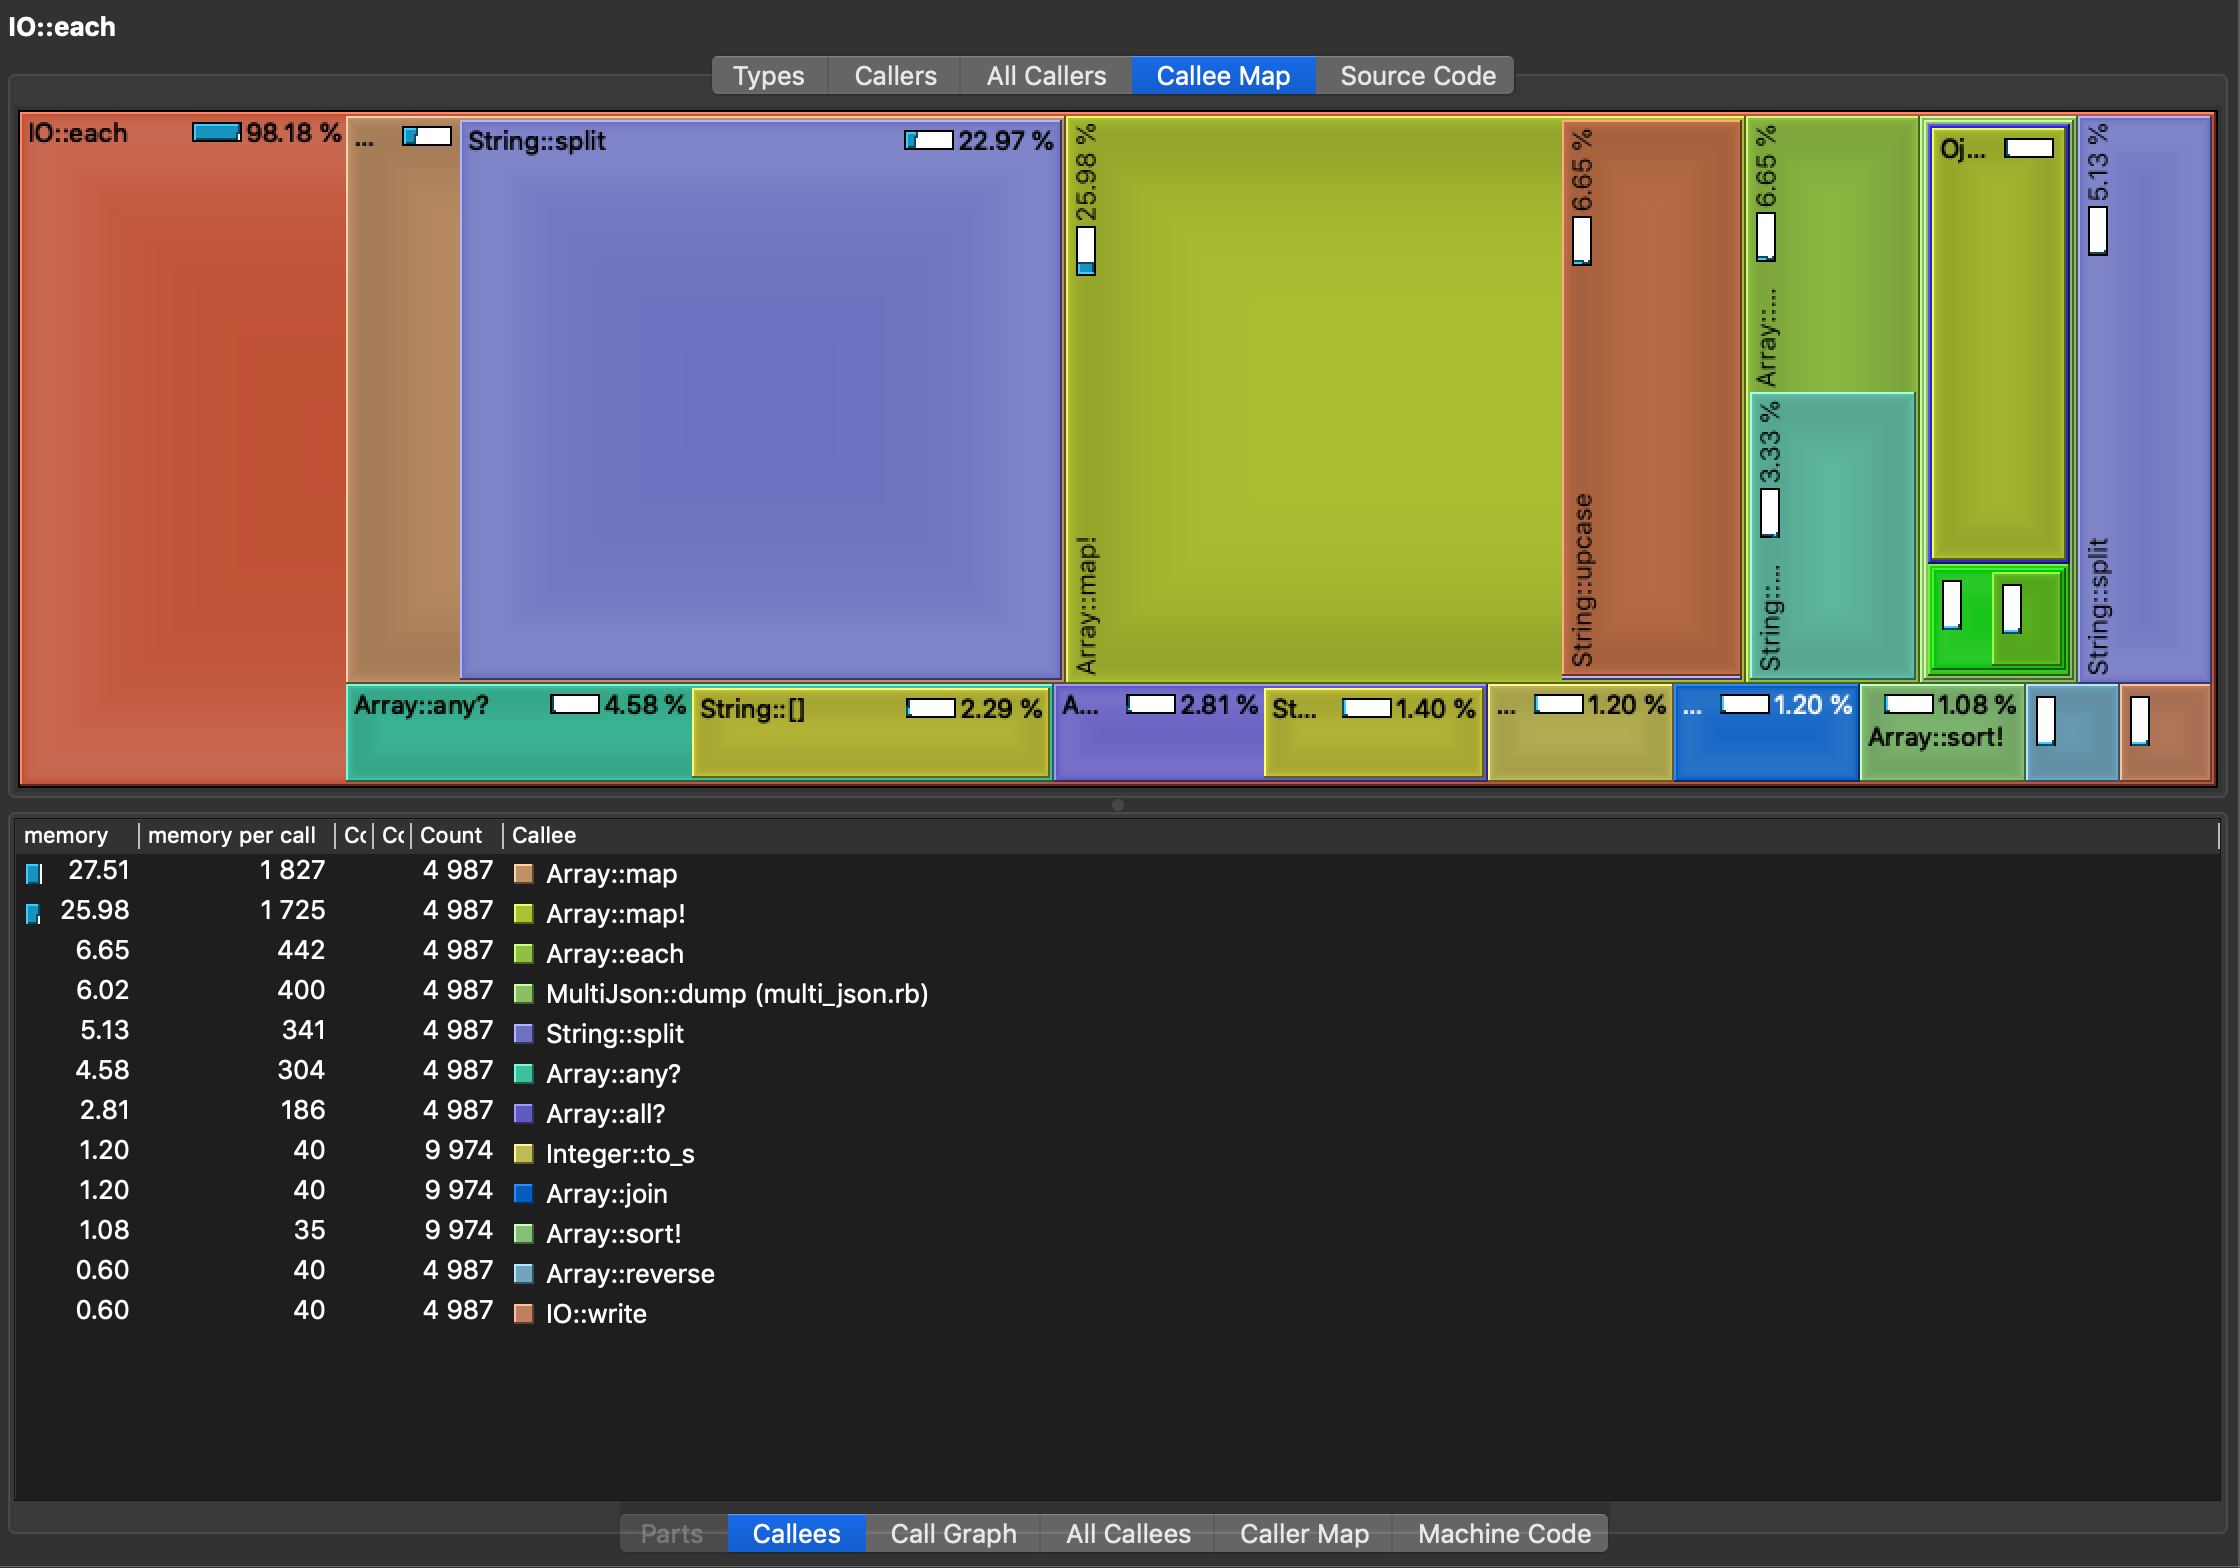 IO::each
Types Callers All Callers Callee Map Source Code
IO::each 98.18 %
...
String::split 22.97 %
Array::map! 25.98 %
String::upcase 6.65 %
Array::... 6.65 %
String::... 3.33 %
Oj...
String::split 5.13 %
Array::any? 4.58 %
String::[] 2.29 %
A... 2.81 %
St... 1.40 %
... 1.20 %
... 1.20 %
1.08 %
Array::sort!
memory memory per call Cc Cc Count Callee
27.51 1 827 4 987 Array::map
25.98 1 725 4 987 Array::map!
6.65 442 4 987 Array::each
6.02 400 4 987 MultiJson::dump (multi_json.rb)
5.13 341 4 987 String::split
4.58 304 4 987 Array::any?
2.81 186 4 987 Array::all?
1.20 40 9 974 Integer::to_s
1.20 40 9 974 Array::join
1.08 35 9 974 Array::sort!
0.60 40 4 987 Array::reverse
0.60 40 4 987 IO::write
Parts Callees Call Graph All Callees Caller Map Machine Code